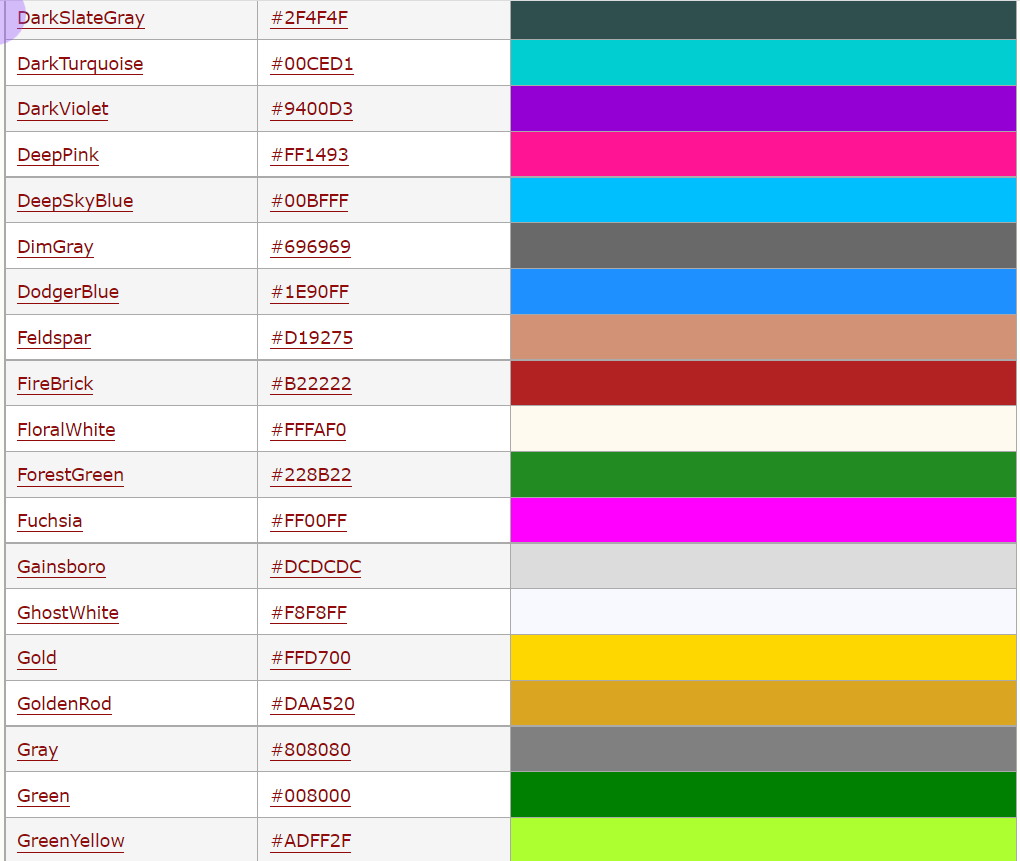 DarkSlateGray #2F4F4F
DarkTurquoise #00CED1
DarkViolet #9400D3
DeepPink #FF1493
DeepSkyBlue #00BFFF
DimGray #696969
DodgerBlue #1E90FF
Feldspar #D19275
FireBrick #B22222
FloralWhite #FFFAF0
ForestGreen #228B22
Fuchsia #FF00FF
Gainsboro #DCDCDC
GhostWhite #F8F8FF
Gold #FFD700
GoldenRod #DAA520
Gray #808080
Green #008000
GreenYellow #ADFF2F